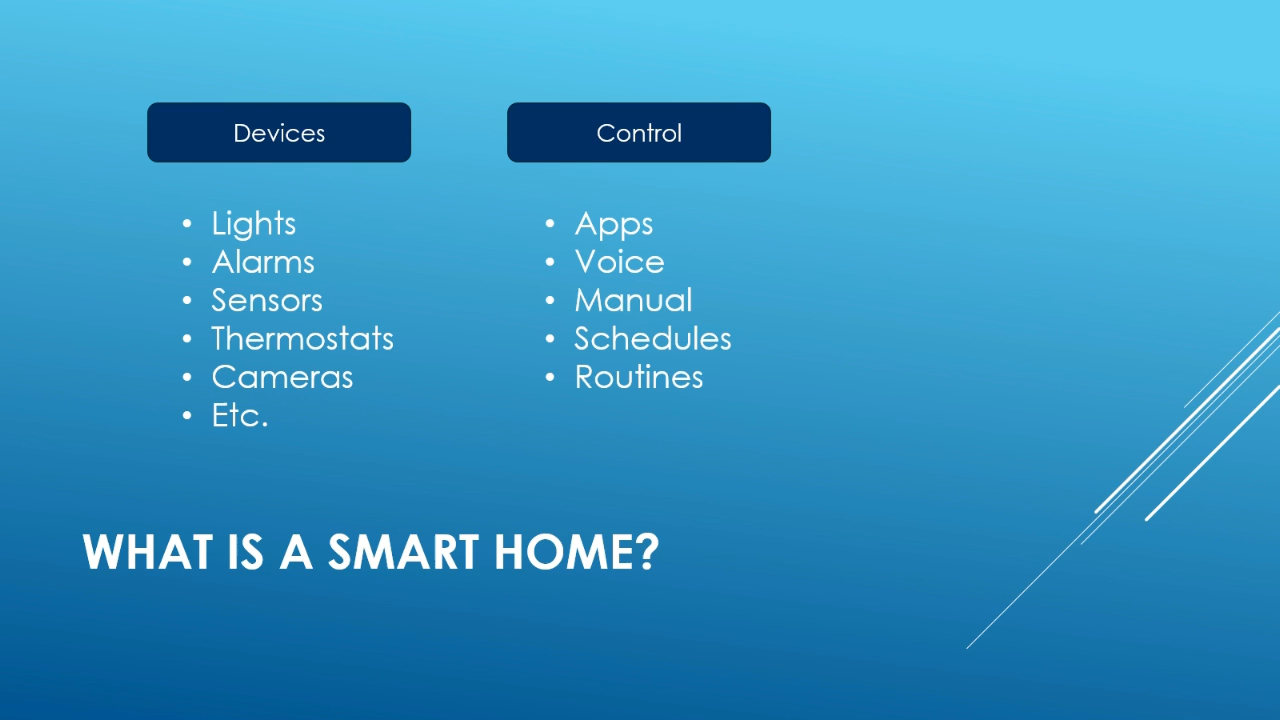 Devices
Control
• Lights
• Alarms
• Sensors
• Thermostats
• Cameras
• Etc.
• Apps
• Voice
• Manual
• Schedules
• Routines
WHAT IS A SMART HOME?